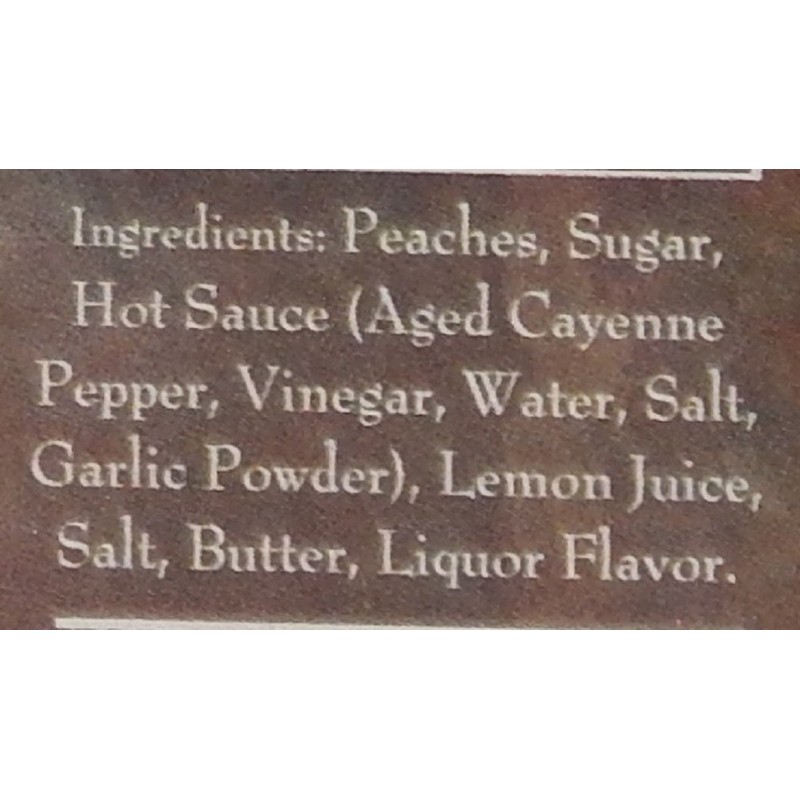 Ingredients: Peaches, Sugar,
Hot Sauce (Aged Cayenne
Pepper, Vinegar, Water, Salt,
Garlic Powder), Lemon Juice,
Salt, Butter, Liquor Flavor.